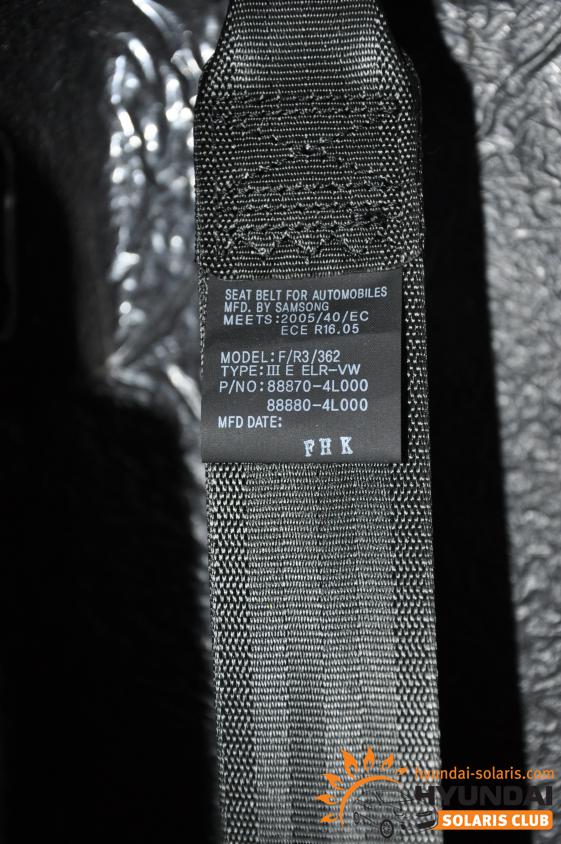 SEAT BELT FOR AUTOMOBILES
MFD. BY SAMSONG
MEETS:2005/40/EC
ECE R16.05
MODEL:F/R3/362
TYPE:III E ELR-VW
P/NO:88870-4L000
88880-4L000
MFD DATE:
FHK
hyundai-solaris.com
HYUNDAI
SOLARIS CLUB